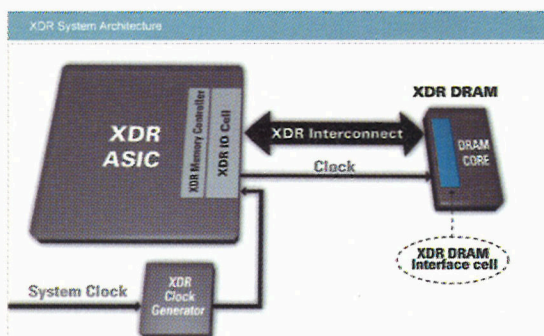 XDR System Architecture
XDR DRAM
XDR
ASIC
XDR Memory Controller
XDR IO Cell
XDR Interconnect
Clock
DRAM
CORE
XDR DRAM
Interface cell
System Clock
XDR
Clock
Generator